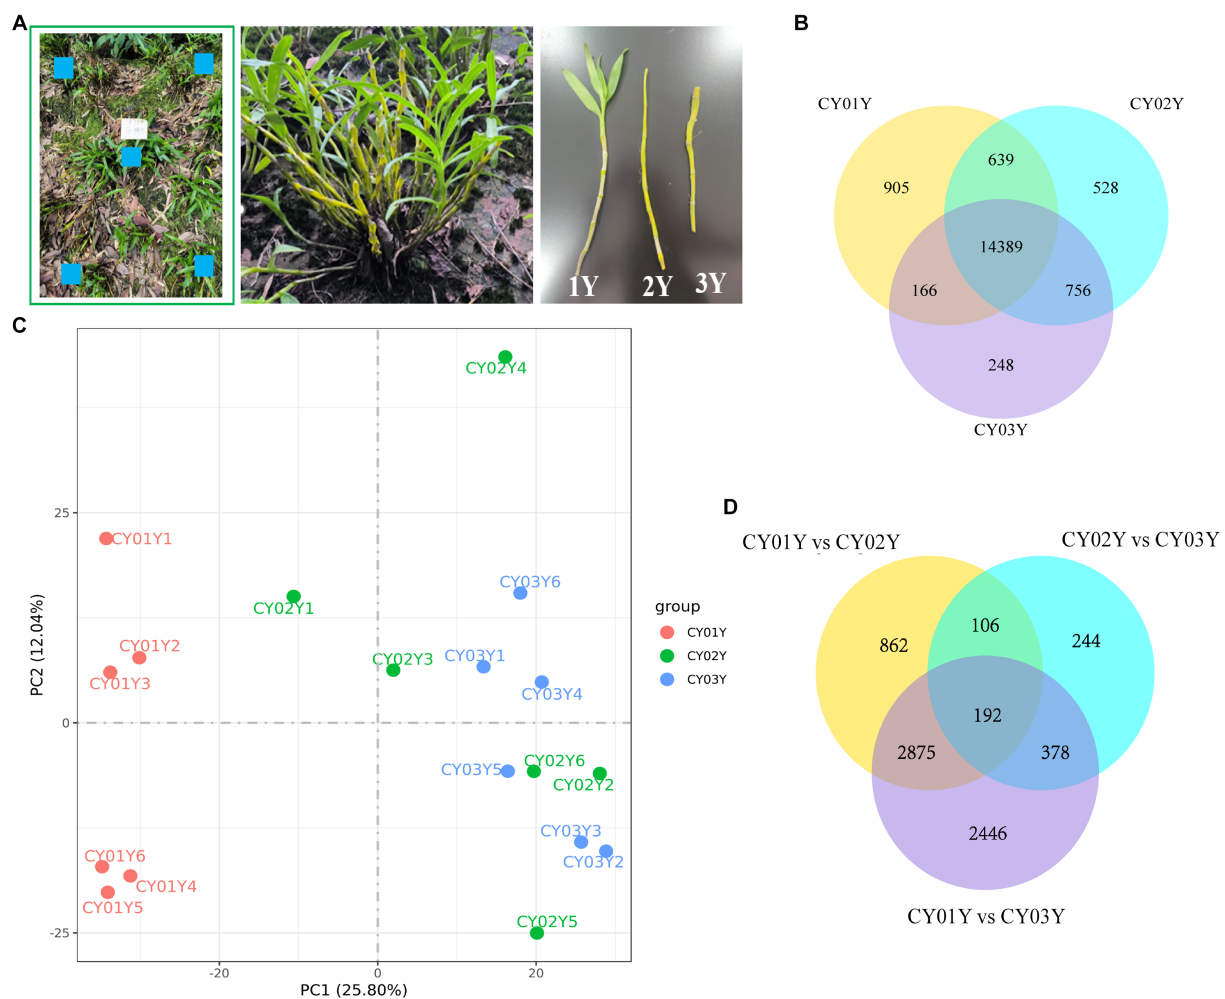 A
1Y
2Y
3Y
B
CY01Y
CY02Y
639
905
528
14389
166
756
248
CY03Y
C
CY02Y4
25
CY01Y1
CY03Y6
CY02Y1
CY01Y2
CY02Y3
CY03Y1
CY01Y3
CY03Y4
0
CY02Y6
CY03Y5
CY02Y2
CY03Y3
CY01Y6
CY03Y2
CY01Y4
CY01Y5
CY02Y5
-25
-20
0
20
PC1 (25.80%)
PC2 (12.04%)
group
CY01Y
CY02Y
CY03Y
D
CY01Y vs CY02Y
CY02Y vs CY03Y
106
862
244
192
2875
378
2446
CY01Y vs CY03Y